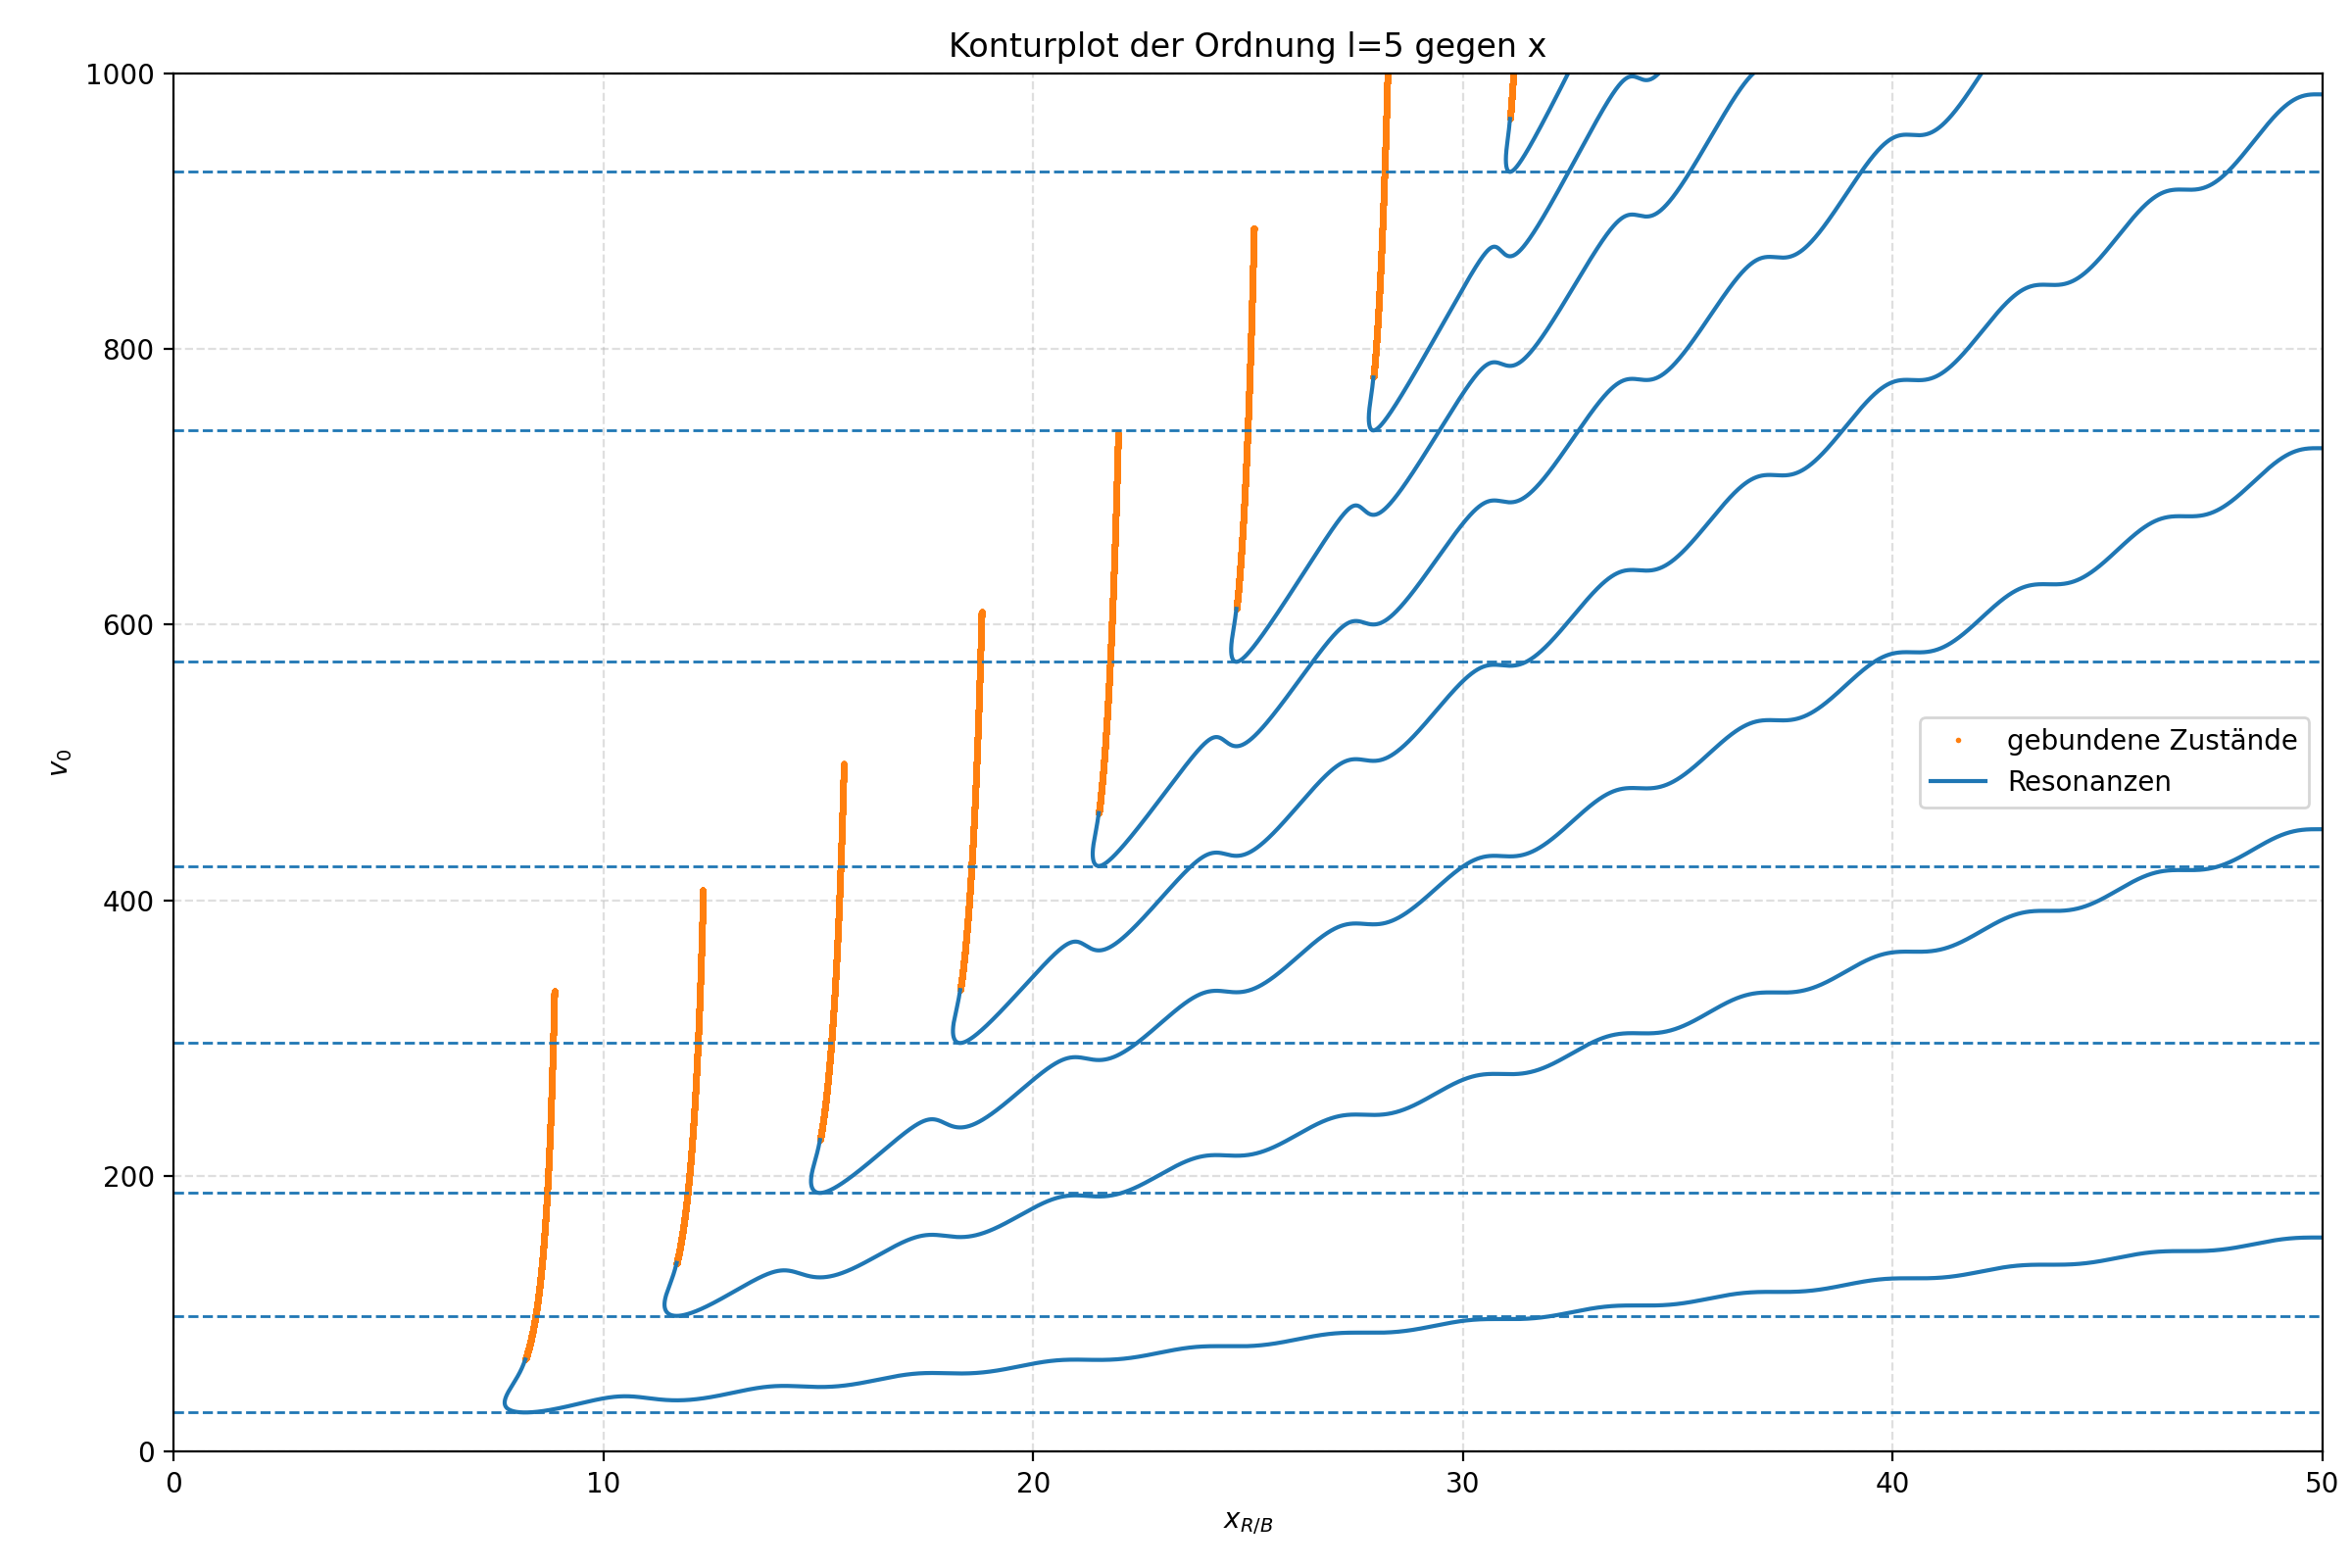 Konturplot der Ordnung l=5 gegen x
1000
800
600
400
200
0
v₀
gebundene Zustände
Resonanzen
0 10 20 30 40 50
x_{R/B}